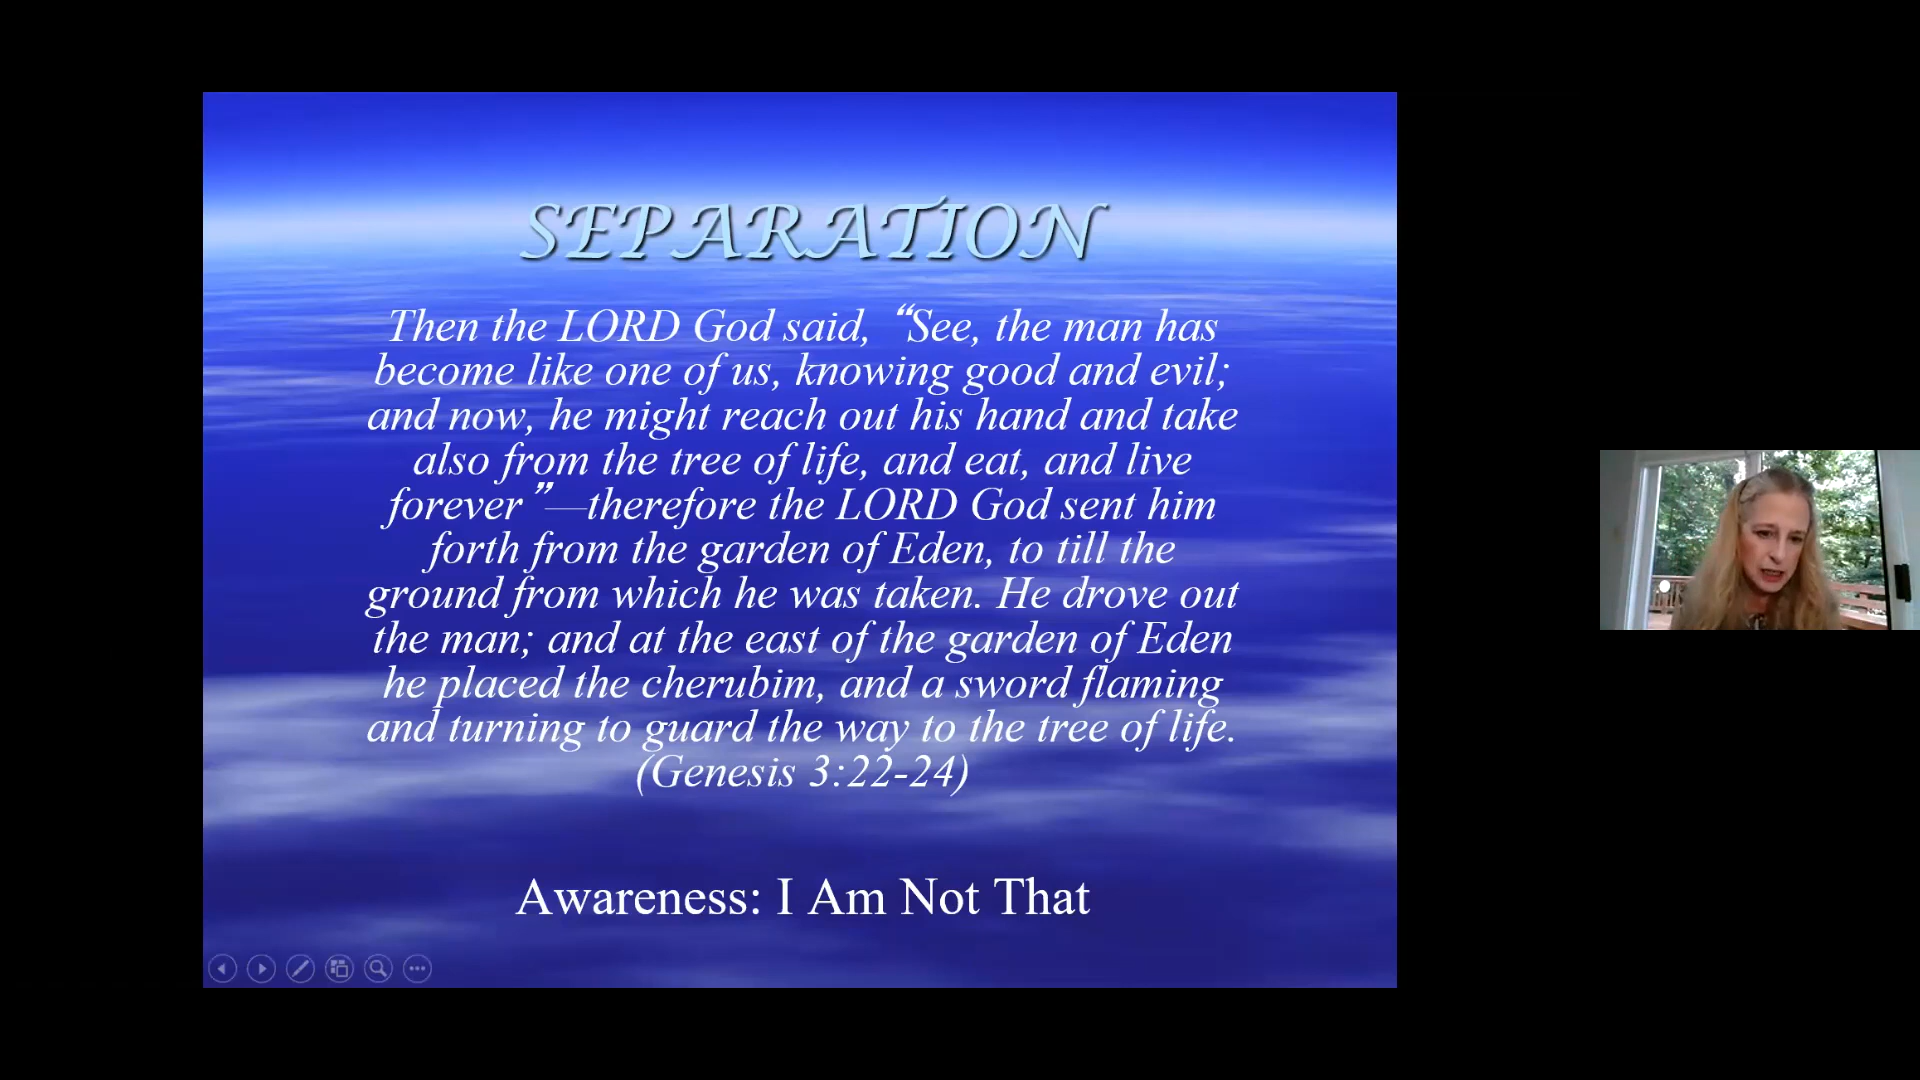 SEPARATION
Then the LORD God said, “See, the man has
become like one of us, knowing good and evil;
and now, he might reach out his hand and take
also from the tree of life, and eat, and live
forever”—therefore the LORD God sent him
forth from the garden of Eden, to till the
ground from which he was taken. He drove out
the man; and at the east of the garden of Eden
he placed the cherubim, and a sword flaming
and turning to guard the way to the tree of life.
(Genesis 3:22-24)
Awareness: I Am Not That